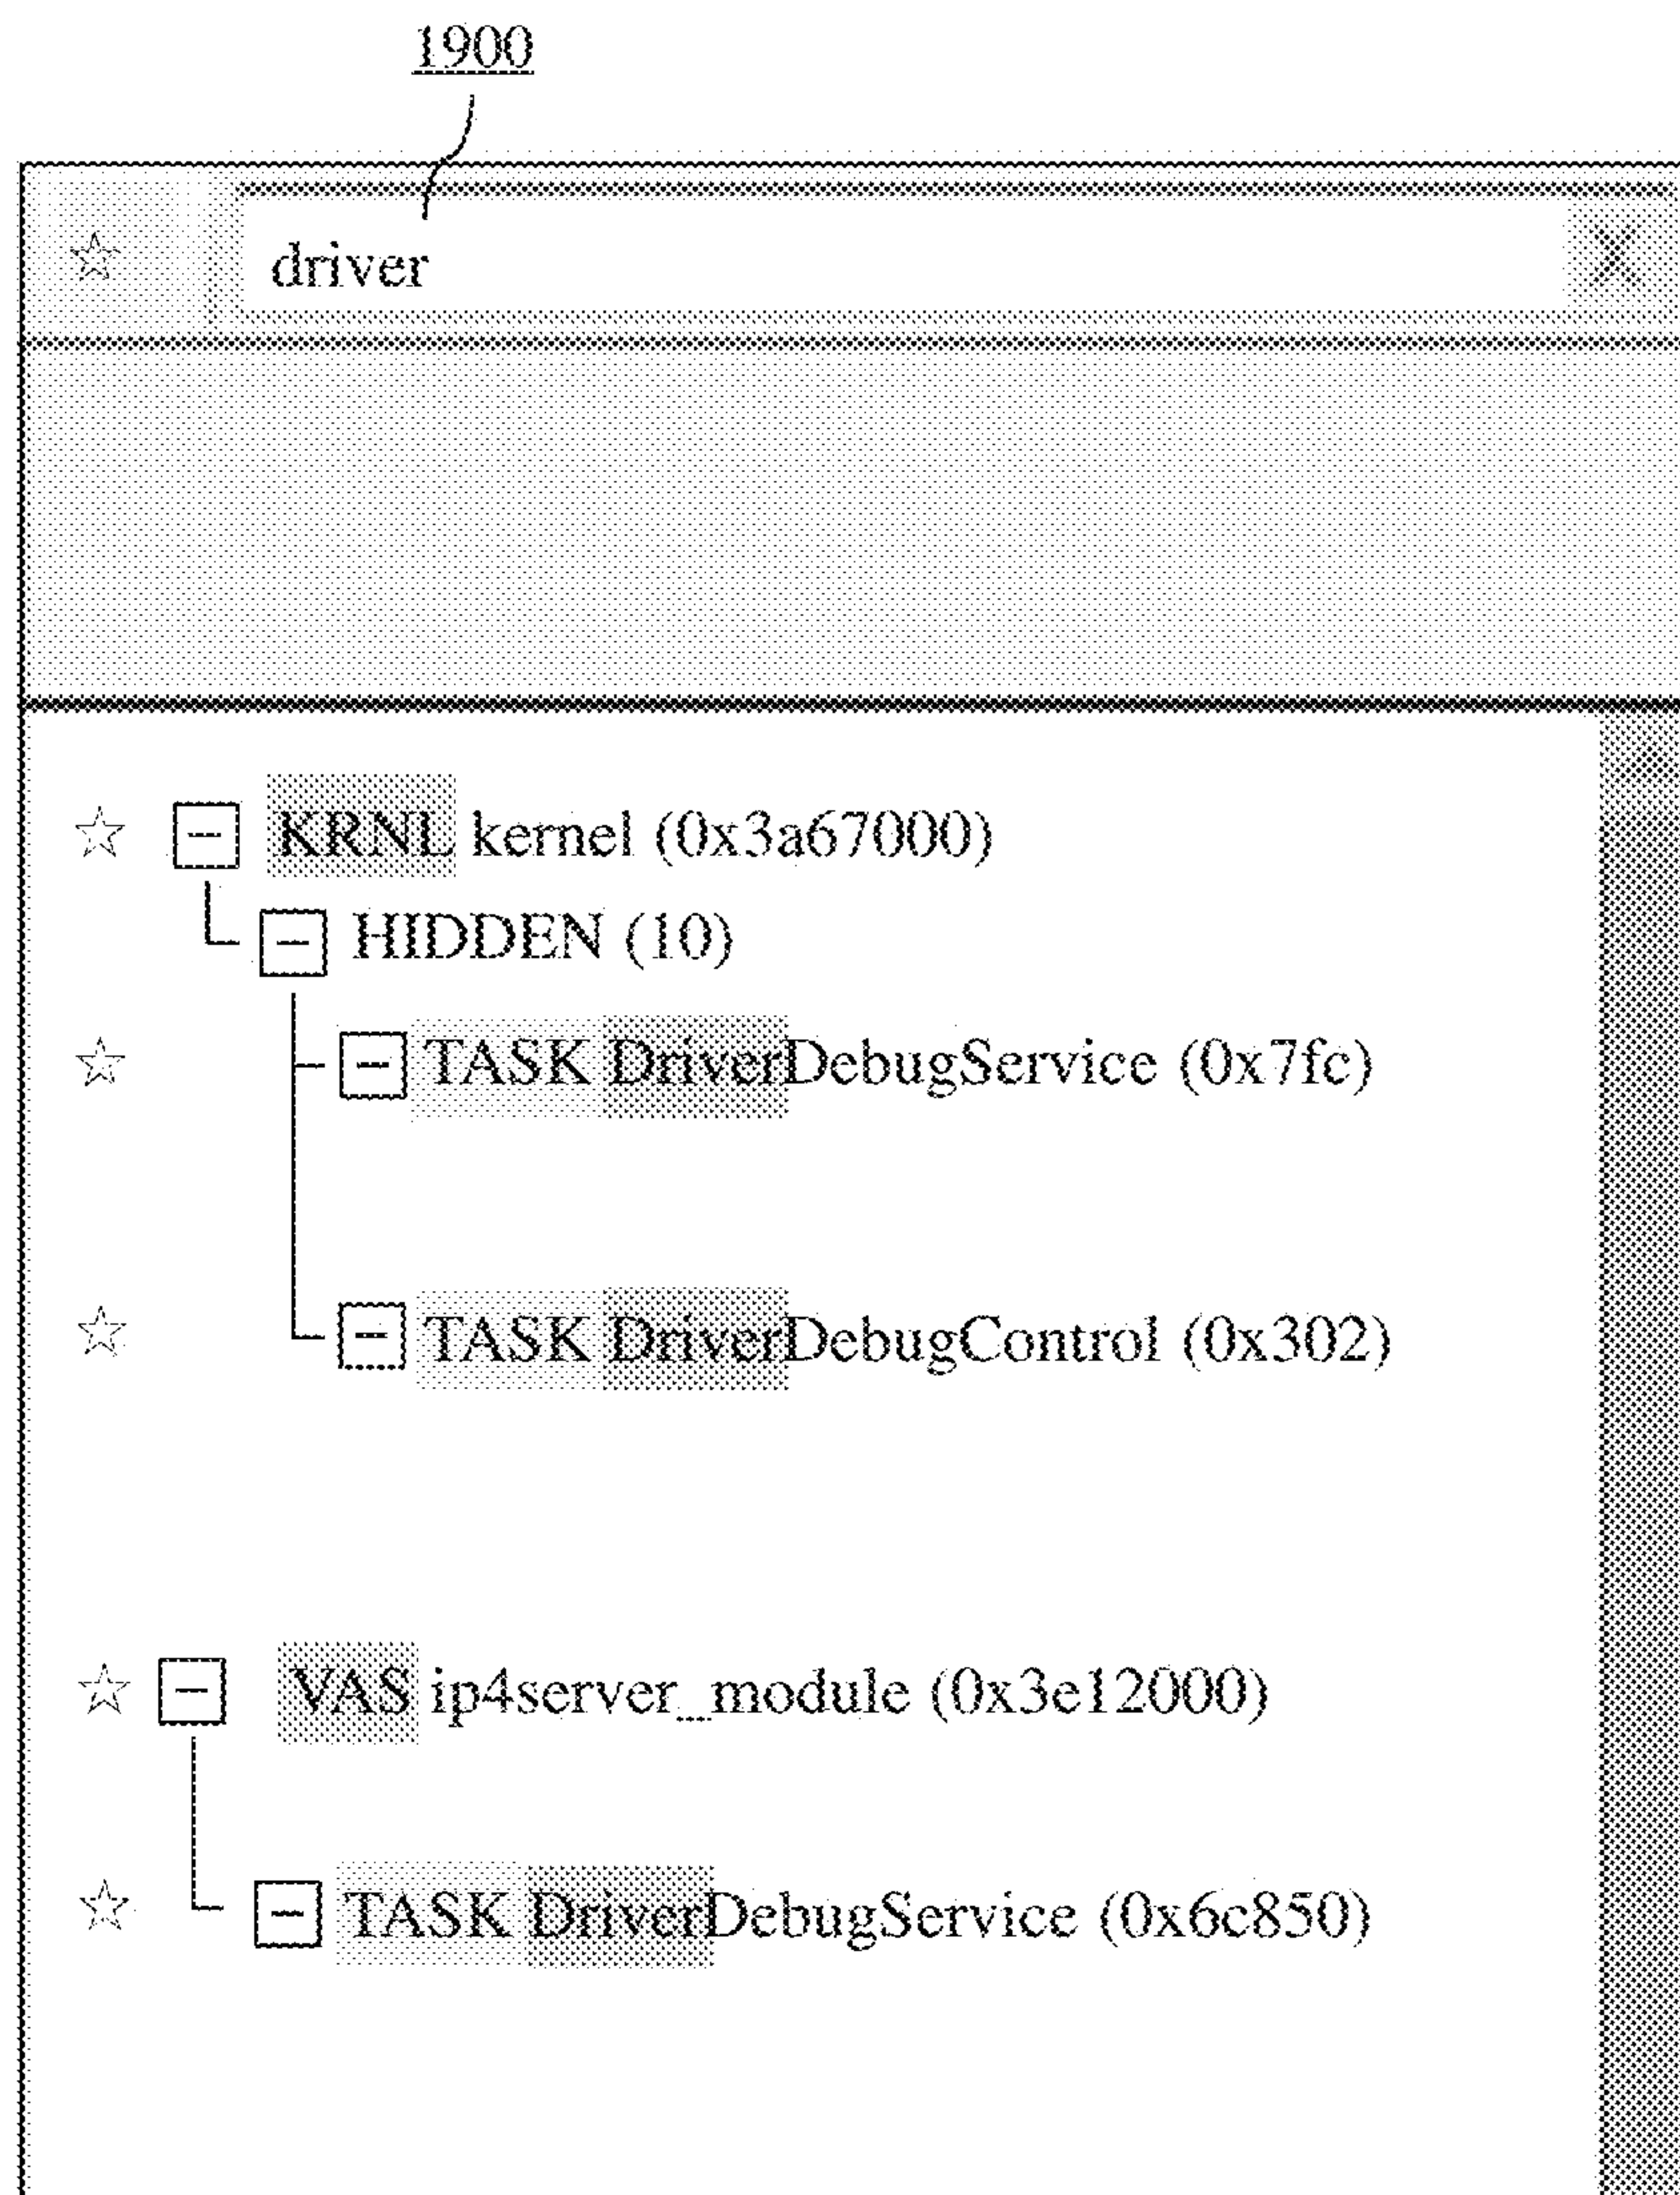 1900
driver
KRNL kernel (0x3a67000)
HIDDEN (10)
TASK DriverDebugService (0x7fc)
TASK DriverDebugControl (0x302)
VAS ip4server_module (0x3e12000)
TASK DriverDebugService (0x6c850)